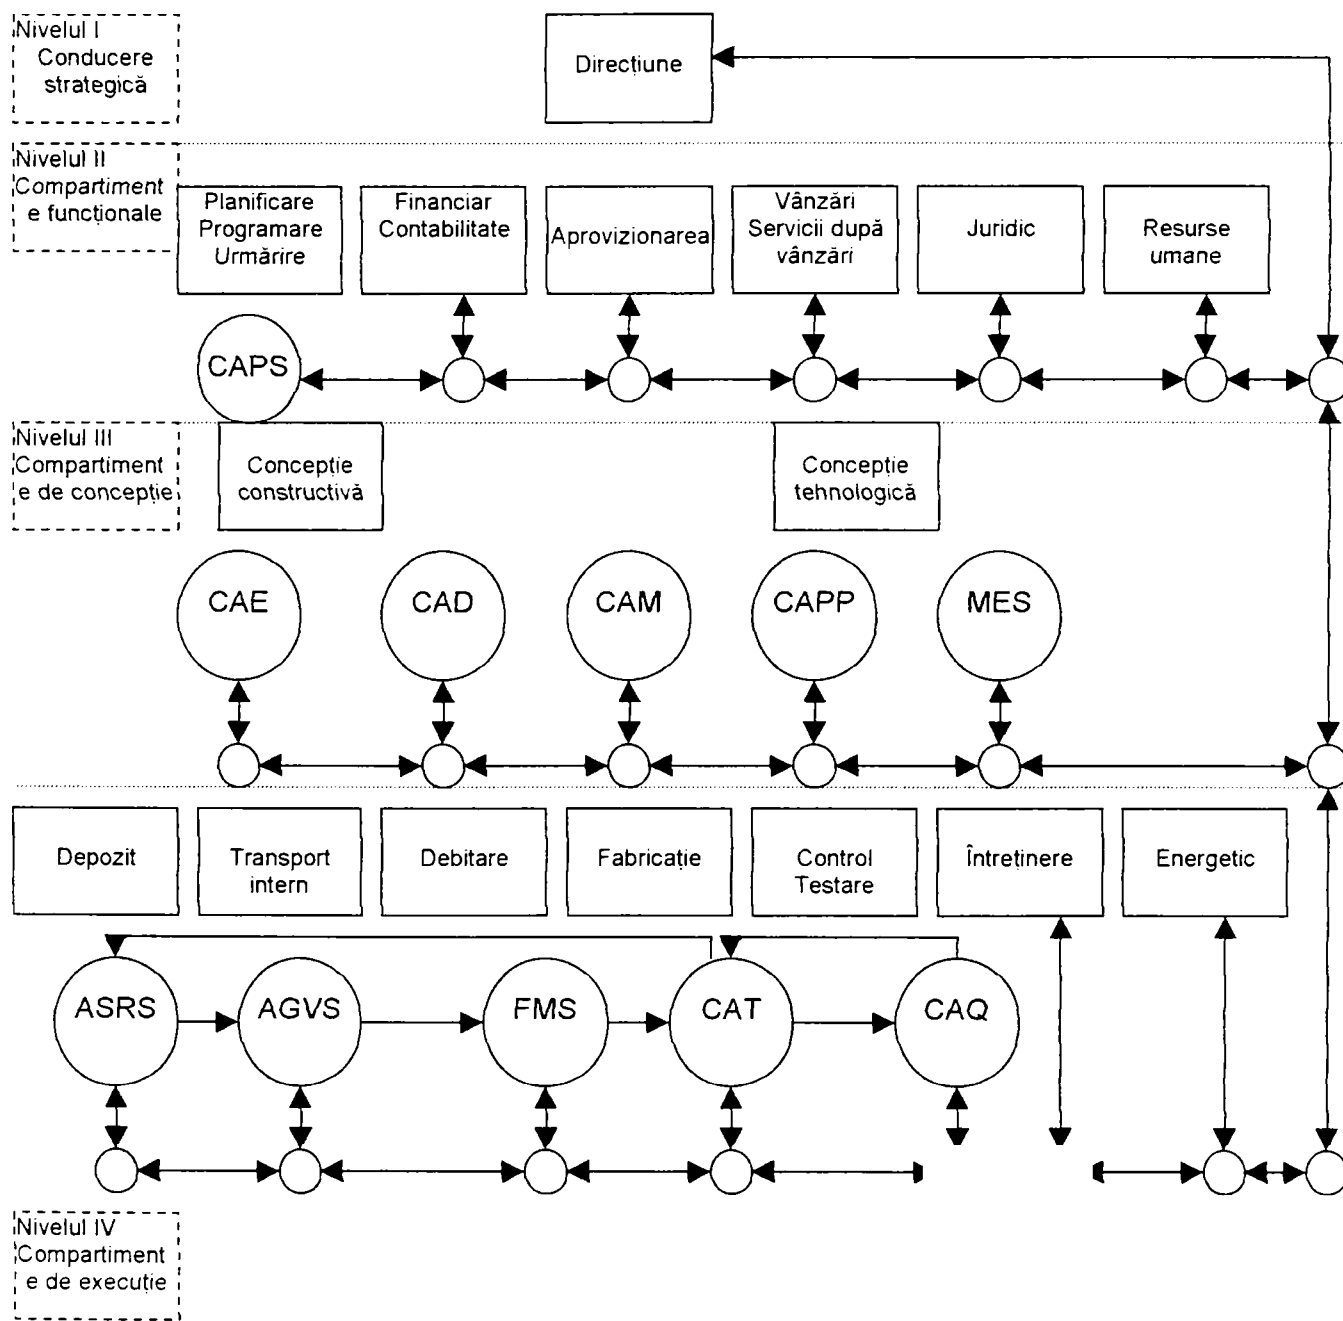 Nivelul I
Conducere
strategică
Direcțiune
Nivelul II
Compartiment
e funcționale
Planificare
Programare
Urmărire
Financiar
Contabilitate
Aprovizionarea
Vânzări
Servicii după
vânzări
Juridic
Resurse
umane
CAPS
Nivelul III
Compartiment
e de concepție
Concepție
constructivă
Concepție
tehnologică
CAE
CAD
CAM
CAPP
MES
Depozit
Transport
intern
Debitare
Fabricație
Control
Testare
Întreținere
Energetic
ASRS
AGVS
FMS
CAT
CAQ
Nivelul IV
Compartiment
e de execuție